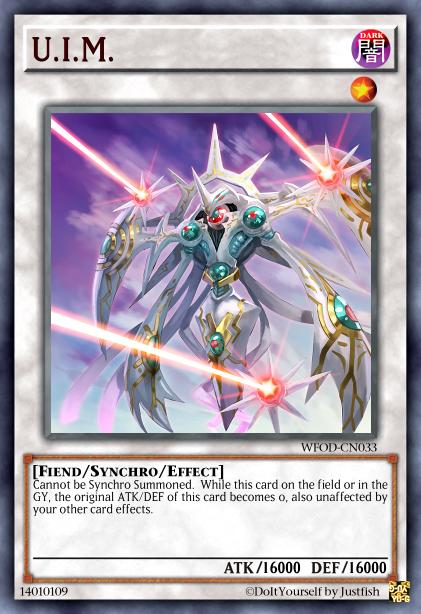 U.I.M.
DARK
闇
WFOD-CN033
[FIEND/SYNCHRO/EFFECT]
Cannot be Synchro Summoned. While this card on the field or in the
GY, the original ATK/DEF of this card becomes 0, also unaffected by
your other card effects.
ATK/16000 DEF/16000
14010109
©DoItYourself by Justfish